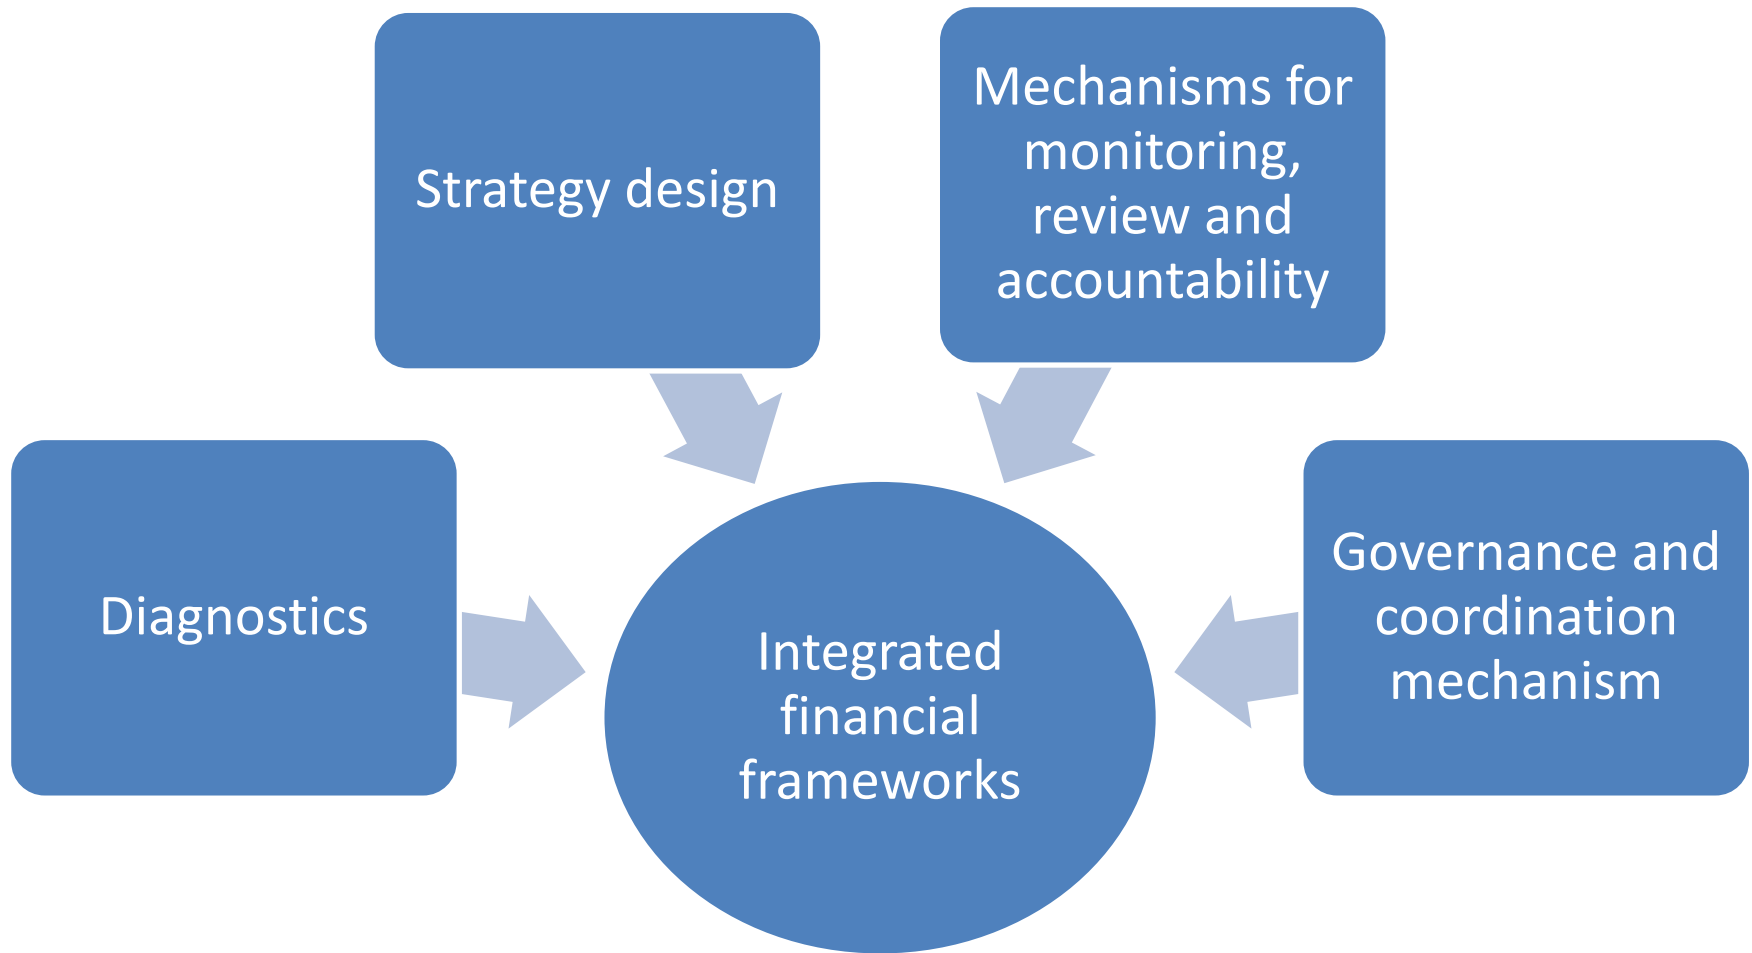 Strategy design
Mechanisms for
monitoring,
review and
accountability
Diagnostics
Governance and
coordination
mechanism
Integrated
financial
frameworks